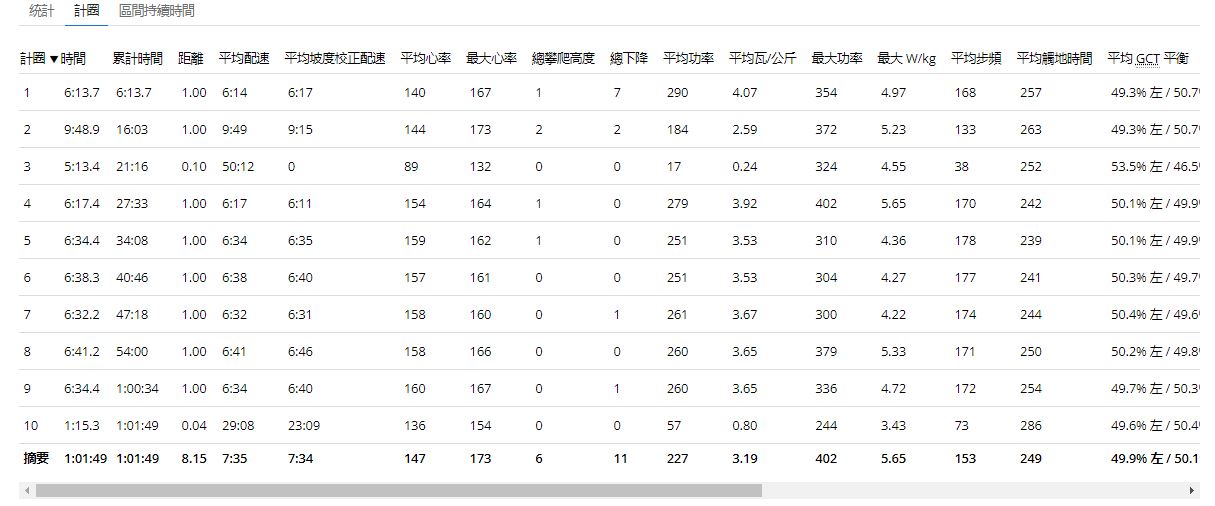 統計 計圈 區間持續時間
計圈 ▼ 時間 累計時間 距離 平均配速 平均坡度校正配速 平均心率 最大心率 總攀爬高度 總下降 平均功率 平均瓦/公斤 最大功率 最大 W/kg 平均步頻 平均觸地時間 平均 GCT 平衡
1 6:13.7 6:13.7 1.00 6:14 6:17 140 167 1 7 290 4.07 354 4.97 168 257 49.3% 左 / 50.7%
2 9:48.9 16:03 1.00 9:49 9:15 144 173 2 2 184 2.59 372 5.23 133 263 49.3% 左 / 50.7%
3 5:13.4 21:16 0.10 50:12 0 89 132 0 0 17 0.24 324 4.55 38 252 53.5% 左 / 46.5%
4 6:17.4 27:33 1.00 6:17 6:11 154 164 1 0 279 3.92 402 5.65 170 242 50.1% 左 / 49.9%
5 6:34.4 34:08 1.00 6:34 6:35 159 162 1 0 251 3.53 310 4.36 178 239 50.1% 左 / 49.9%
6 6:38.3 40:46 1.00 6:38 6:40 157 161 0 0 251 3.53 304 4.27 177 241 50.3% 左 / 49.7%
7 6:32.2 47:18 1.00 6:32 6:31 158 160 0 1 261 3.67 300 4.22 174 244 50.4% 左 / 49.6%
8 6:41.2 54:00 1.00 6:41 6:46 158 166 0 0 260 3.65 379 5.33 171 250 50.2% 左 / 49.8%
9 6:34.4 1:00:34 1.00 6:34 6:40 160 167 0 1 260 3.65 336 4.72 172 254 49.7% 左 / 50.3%
10 1:15.3 1:01:49 0.04 29:08 23:09 136 154 0 0 57 0.80 244 3.43 73 286 49.6% 左 / 50.4%
摘要 1:01:49 1:01:49 8.15 7:35 7:34 147 173 6 11 227 3.19 402 5.65 153 249 49.9% 左 / 50.1